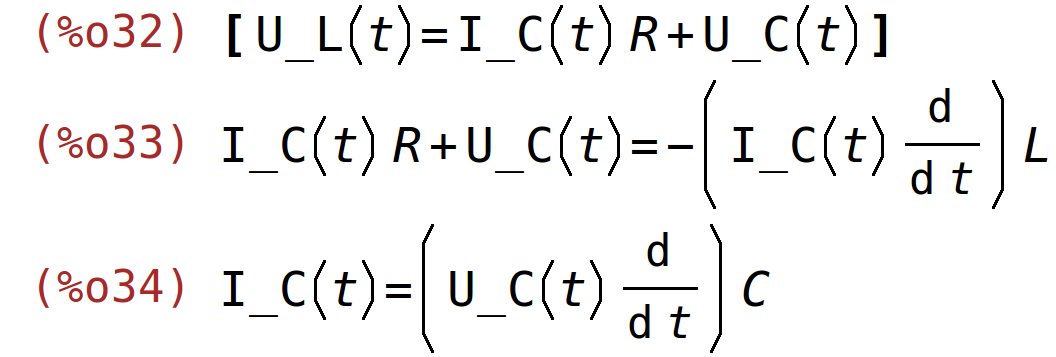 (%o32) [U_L(t)=I_C(t) R+U_C(t)]
(%o33) I_C(t) R+U_C(t)=-(I_C(t) d/dt) L
(%o34) I_C(t)=(U_C(t) d/dt) C